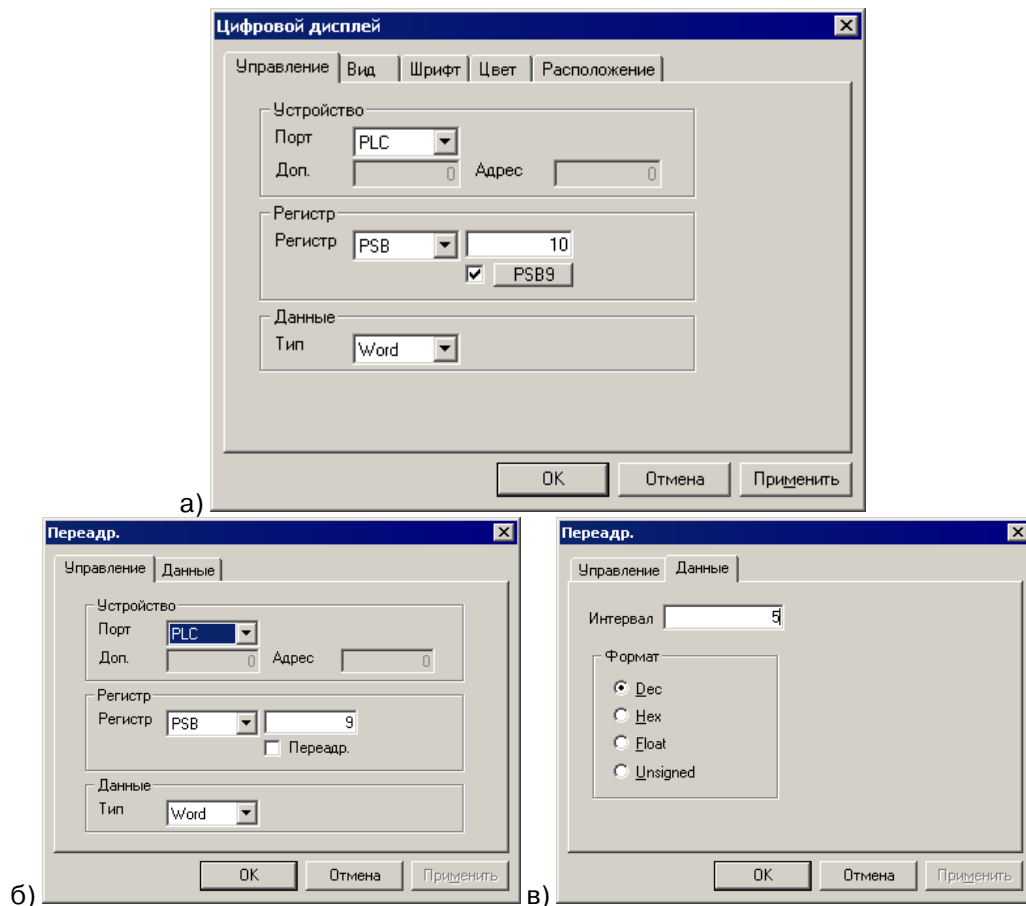 Цифровой дисплей
Управление Вид Шрифт Цвет Расположение
Устройство
Порт PLC
Доп. 0 Адрес 0
Регистр
Регистр PSB 10
PSB9
Данные
Тип Word
OK Отмена Применить
а)
Переадр.
Управление Данные
Устройство
Порт PLC
Доп. 0 Адрес 0
Регистр
Регистр PSB 9
Переадр.
Данные
Тип Word
OK Отмена Применить
б)
Переадр.
Управление Данные
Интервал 5
Формат
Dec
Hex
Float
Unsigned
OK Отмена Применить
в)